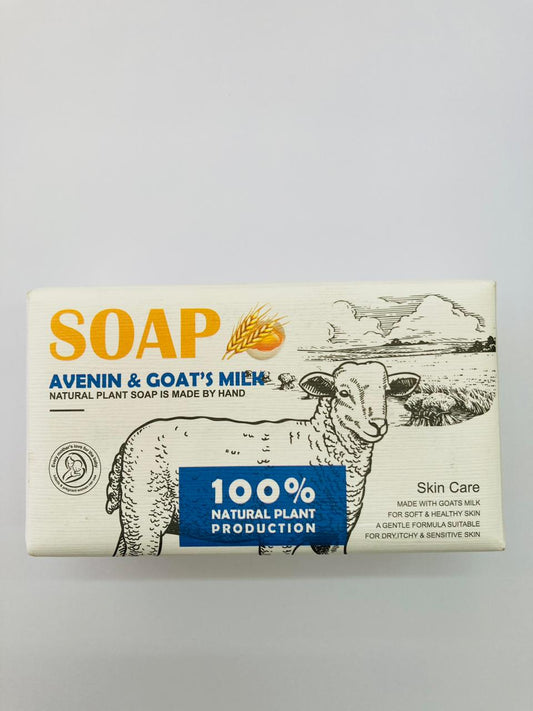 SOAP
AVENIN & GOAT'S MILK
NATURAL PLANT SOAP IS MADE BY HAND
100%
NATURAL PLANT
PRODUCTION
Skin Care
MADE WITH GOATS MILK
FOR SOFT & HEALTHY SKIN
A GENTLE FORMULA SUITABLE
FOR DRY,ITCHY & SENSITIVE SKIN